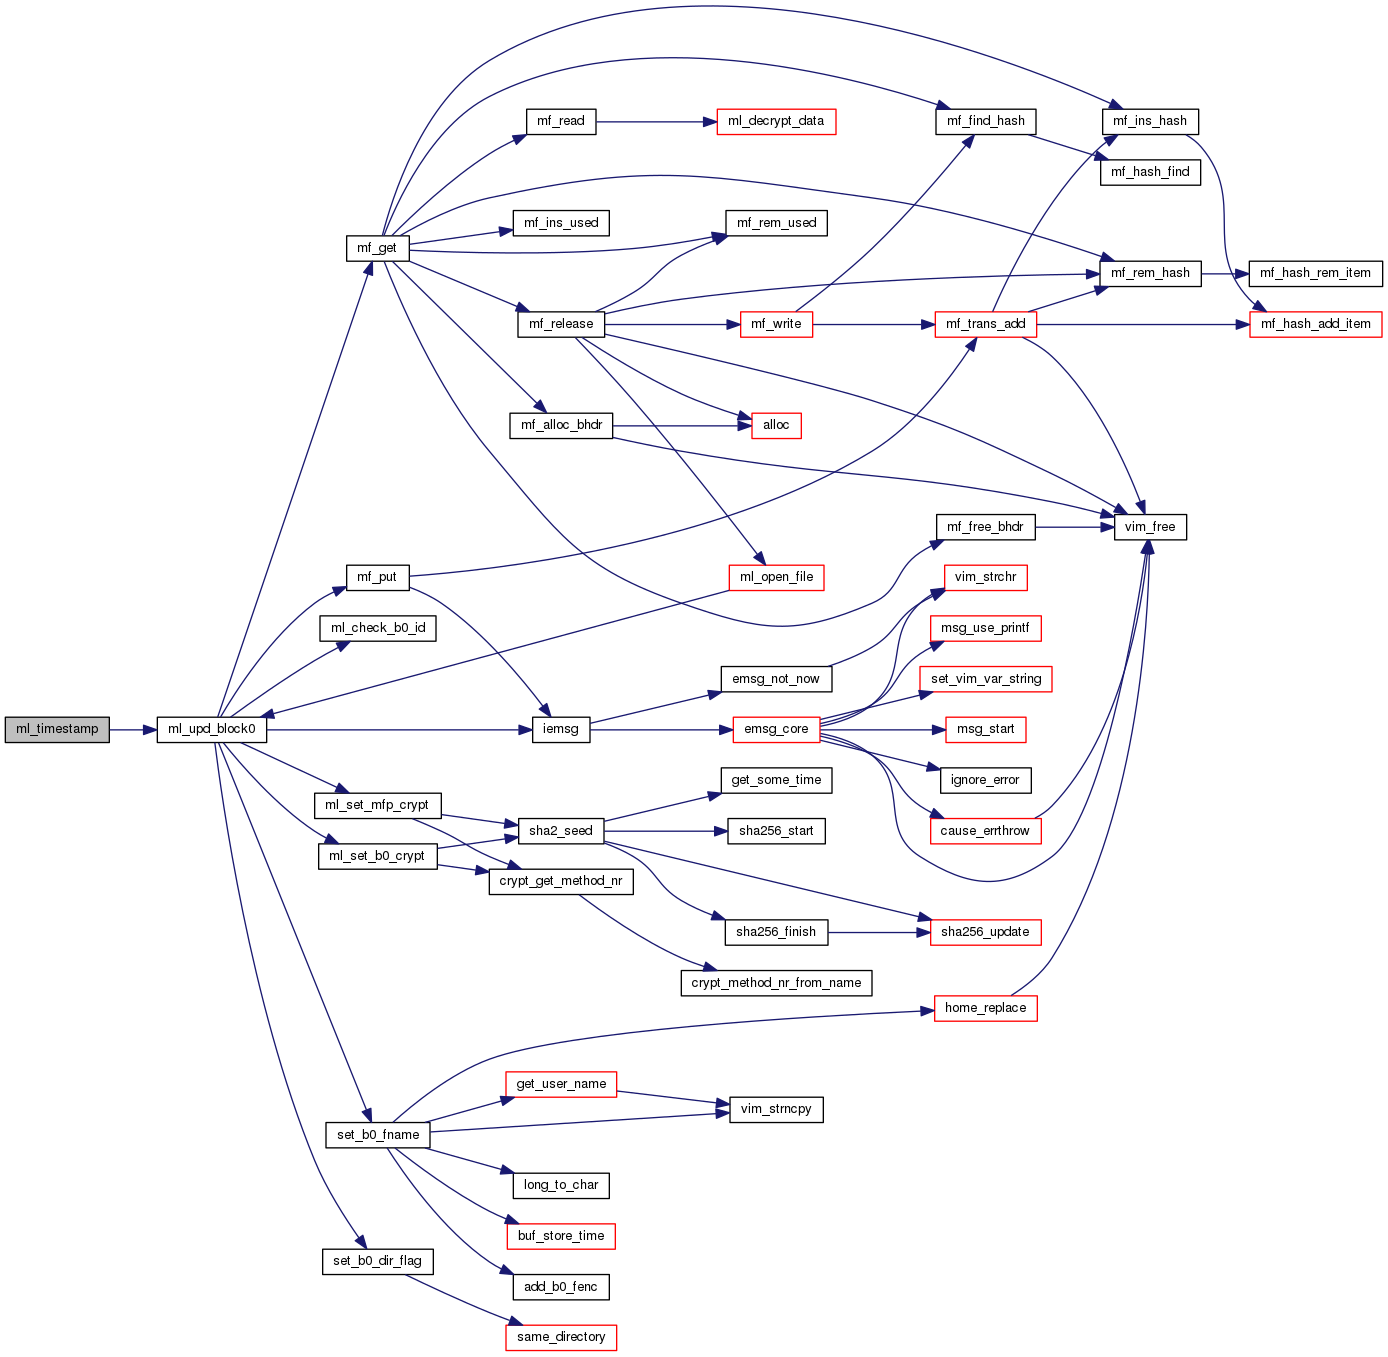 mf_read
ml_decrypt_data
mf_find_hash
mf_ins_hash
mf_hash_find
mf_ins_used
mf_rem_used
mf_get
mf_rem_hash
mf_hash_rem_item
mf_release
mf_write
mf_trans_add
mf_hash_add_item
mf_alloc_bhdr
alloc
mf_free_bhdr
vim_free
mf_put
ml_open_file
vim_strchr
ml_check_b0_id
msg_use_printf
emsg_not_now
set_vim_var_string
ml_timestamp
ml_upd_block0
iemsg
emsg_core
msg_start
get_some_time
ignore_error
ml_set_mfp_crypt
sha2_seed
sha256_start
cause_errthrow
ml_set_b0_crypt
crypt_get_method_nr
sha256_finish
sha256_update
crypt_method_nr_from_name
home_replace
get_user_name
vim_strncpy
set_b0_fname
long_to_char
buf_store_time
set_b0_dir_flag
add_b0_fenc
same_directory